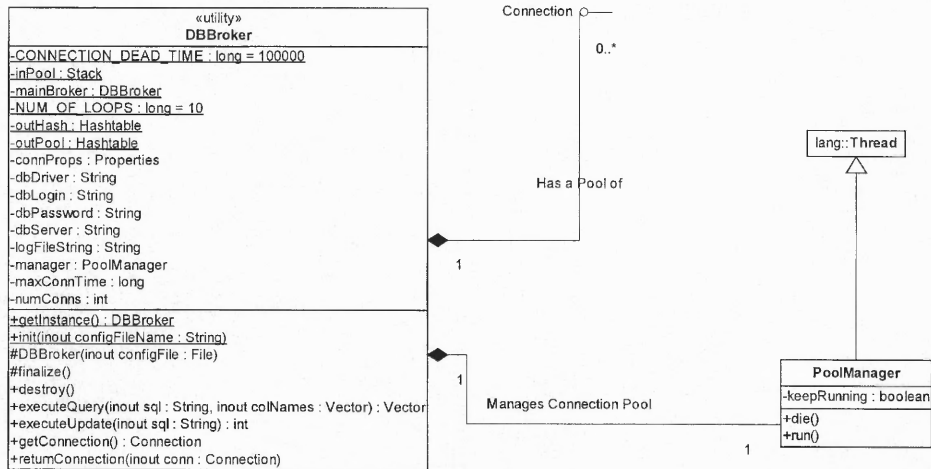 «utility»
DBBroker
-CONNECTION_DEAD_TIME : long = 100000
-inPool : Stack
-mainBroker : DBBroker
-NUM_OF_LOOPS : long = 10
-outHash : Hashtable
-outPool : Hashtable
-connProps : Properties
-dbDriver : String
-dbLogin : String
-dbPassword : String
-dbServer : String
-logFileString : String
-manager : PoolManager
-maxConnTime : long
-numConns : int
+getInstance() : DBBroker
+init(inout configFileName : String)
#DBBroker(inout configFile : File)
#finalize()
+destroy()
+executeQuery(inout sql : String, inout colNames : Vector) : Vector
+executeUpdate(inout sql : String) : int
+getConnection() : Connection
+returnConnection(inout conn : Connection)
Connection
0..*
Has a Pool of
1
1
Manages Connection Pool
1
lang::Thread
PoolManager
-keepRunning : boolean
+die()
+run()